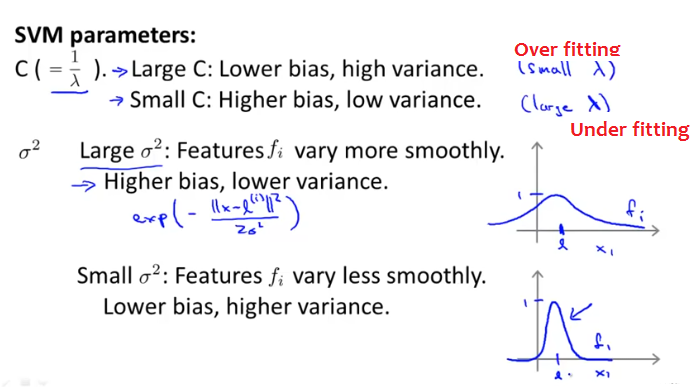 SVM parameters:
C ( = 1/λ ). → Large C: Lower bias, high variance. Over fitting (small λ)
→ Small C: Higher bias, low variance. (large λ)
Under fitting
σ² Large σ²: Features fᵢ vary more smoothly.
→ Higher bias, lower variance.
exp(- ||x-l⁽ⁱ⁾||² / 2σ²)
1 fᵢ
l x₁
Small σ²: Features fᵢ vary less smoothly.
Lower bias, higher variance.
1 fᵢ
l x₁